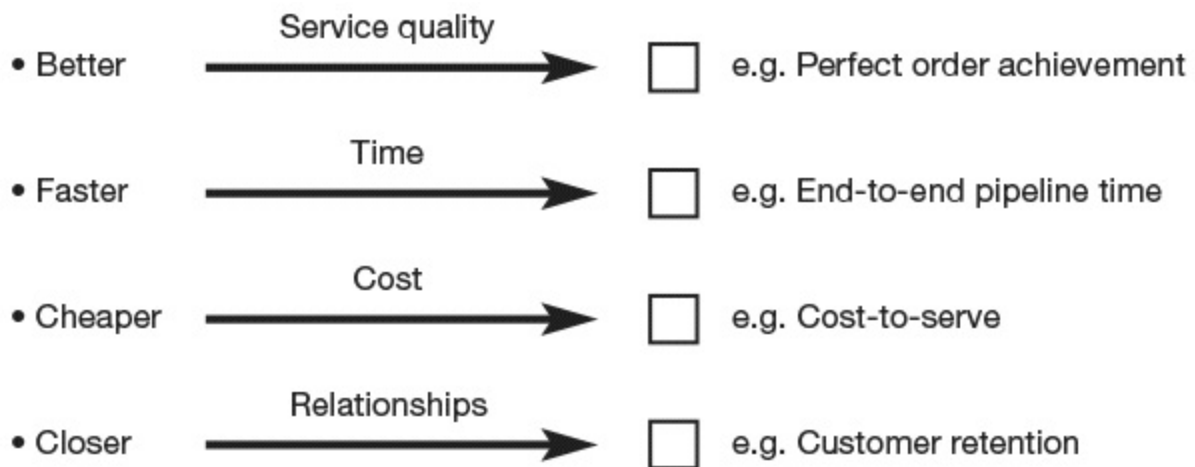 Service quality
• Better
e.g. Perfect order achievement
Time
• Faster
e.g. End-to-end pipeline time
Cost
• Cheaper
e.g. Cost-to-serve
Relationships
• Closer
e.g. Customer retention